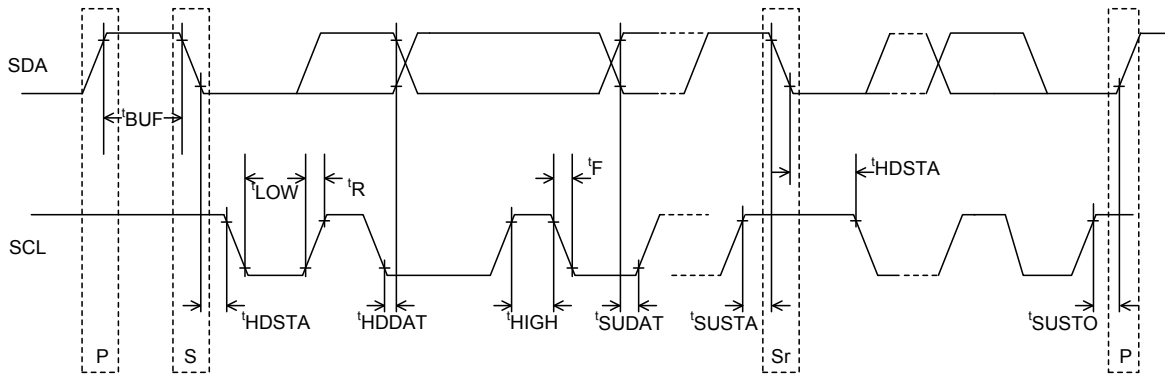 SDA
tBUF
tLOW
tR
tF
tHDSTA
SCL
tHDSTA
tHDDAT
tHIGH
tSUDAT
tSUSTA
tSUSTO
P
S
Sr
P